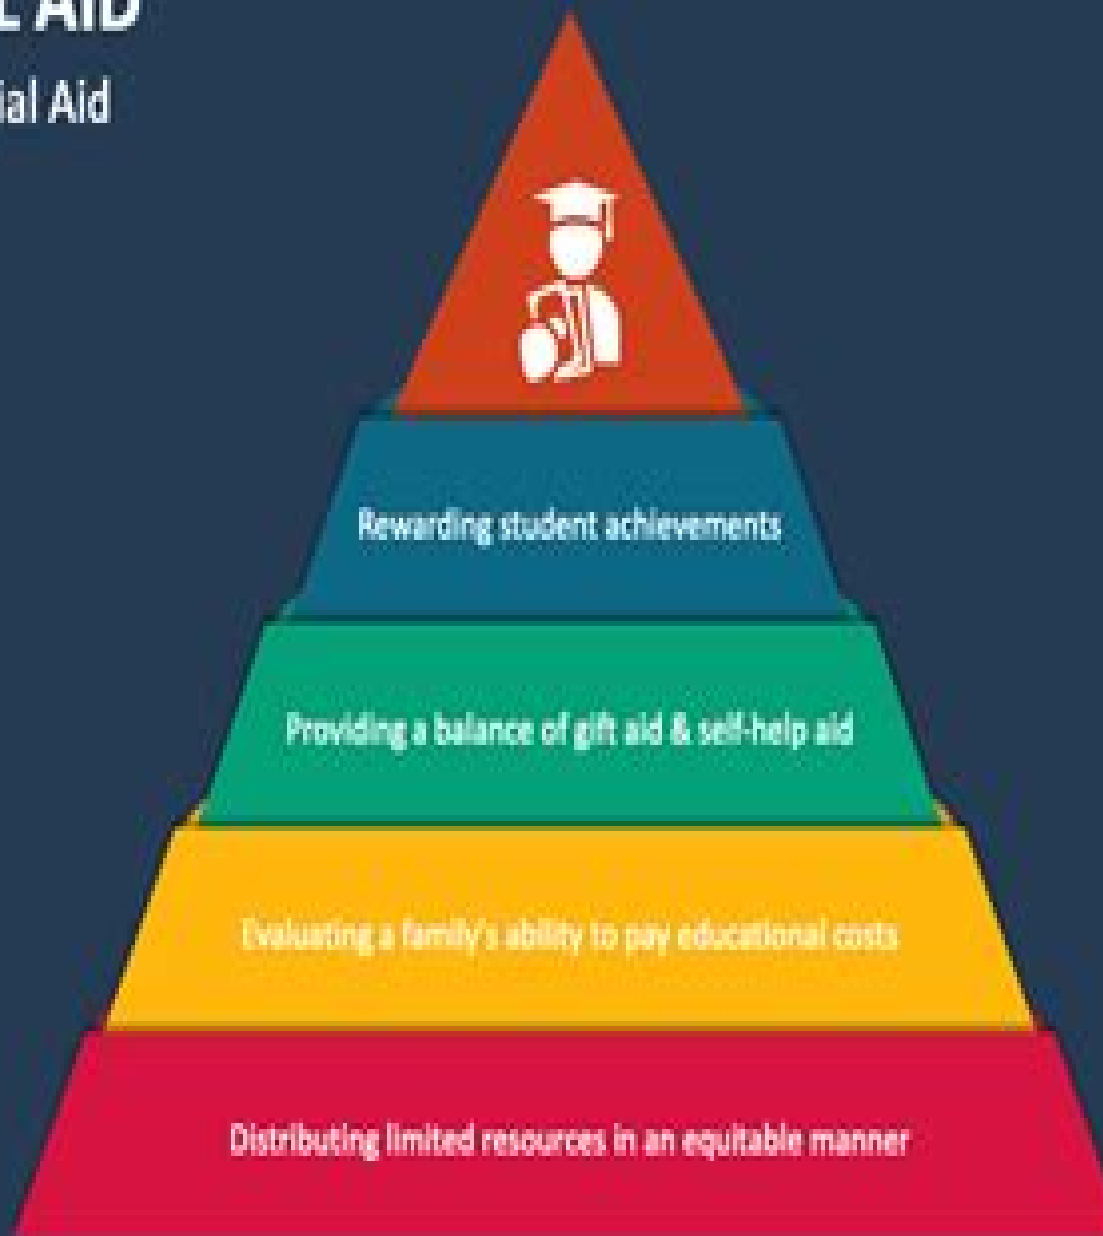 L AID
ial Aid
Rewarding student achievements
Providing a balance of gift aid & self-help aid
Evaluating a family's ability to pay educational costs
Distributing limited resources in an equitable manner